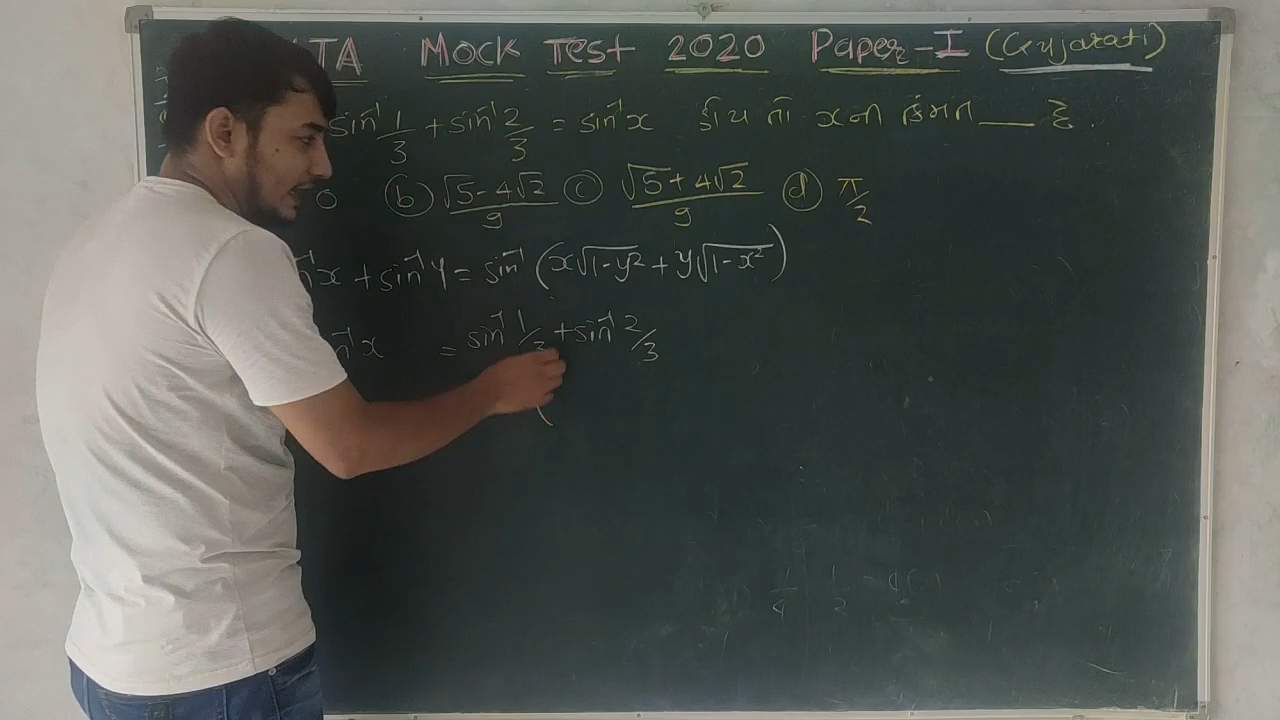 TA Mock Test 2020 Paper-I (Gujarati)
sin⁻¹ 1/3 + sin⁻¹ 2/3 = sin⁻¹ x હોય તો x ની કિંમત ___ છે.
0 (b) √5 - 4√2 / 9 (c) √5 + 4√2 / 9 (d) π/2
x + sin⁻¹ y = sin⁻¹ (x√1-y² + y√1-x²)
x = sin⁻¹ 1/3 + sin⁻¹ 2/3
(